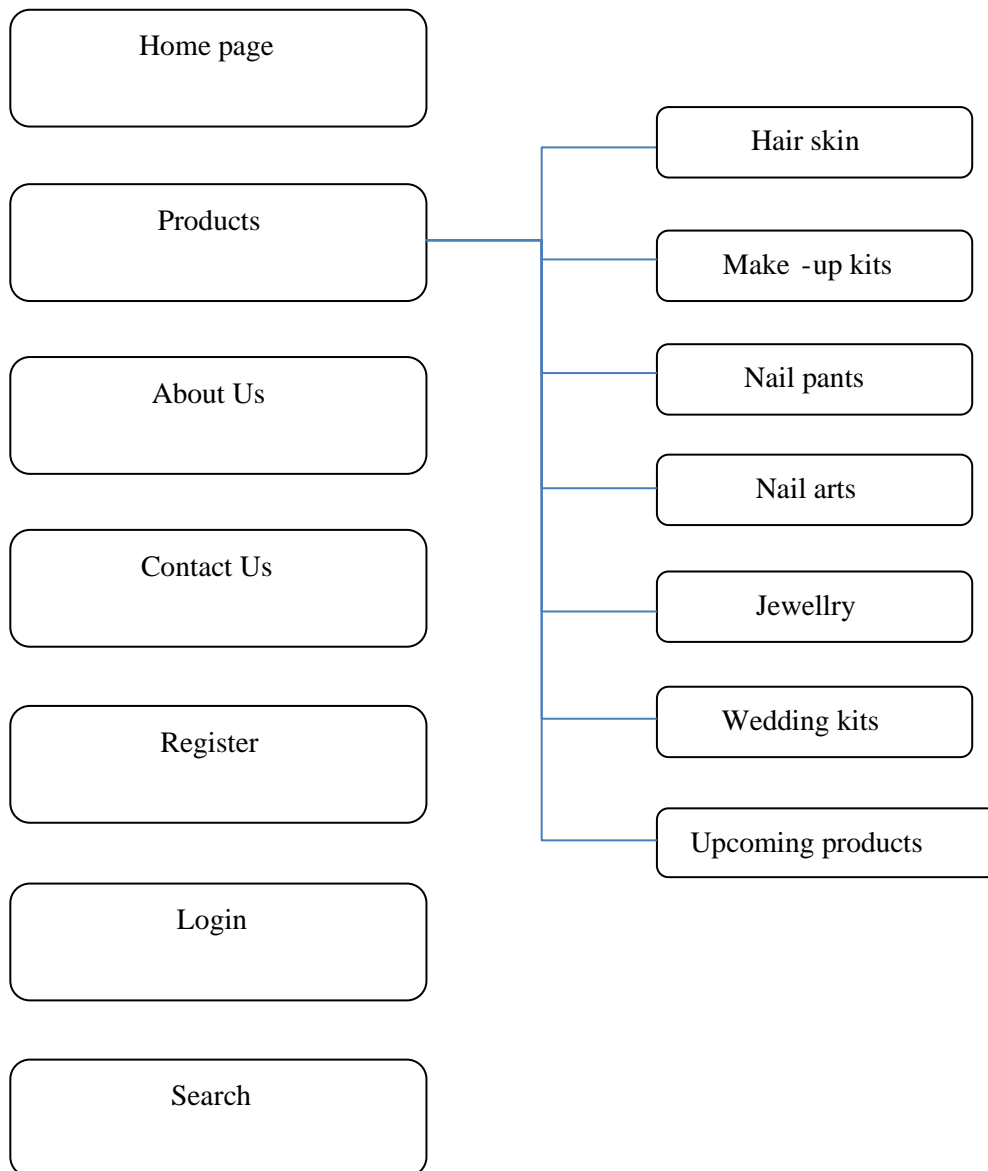 Home page
Products
About Us
Contact Us
Register
Login
Search
Hair skin
Make -up kits
Nail pants
Nail arts
Jewellry
Wedding kits
Upcoming products